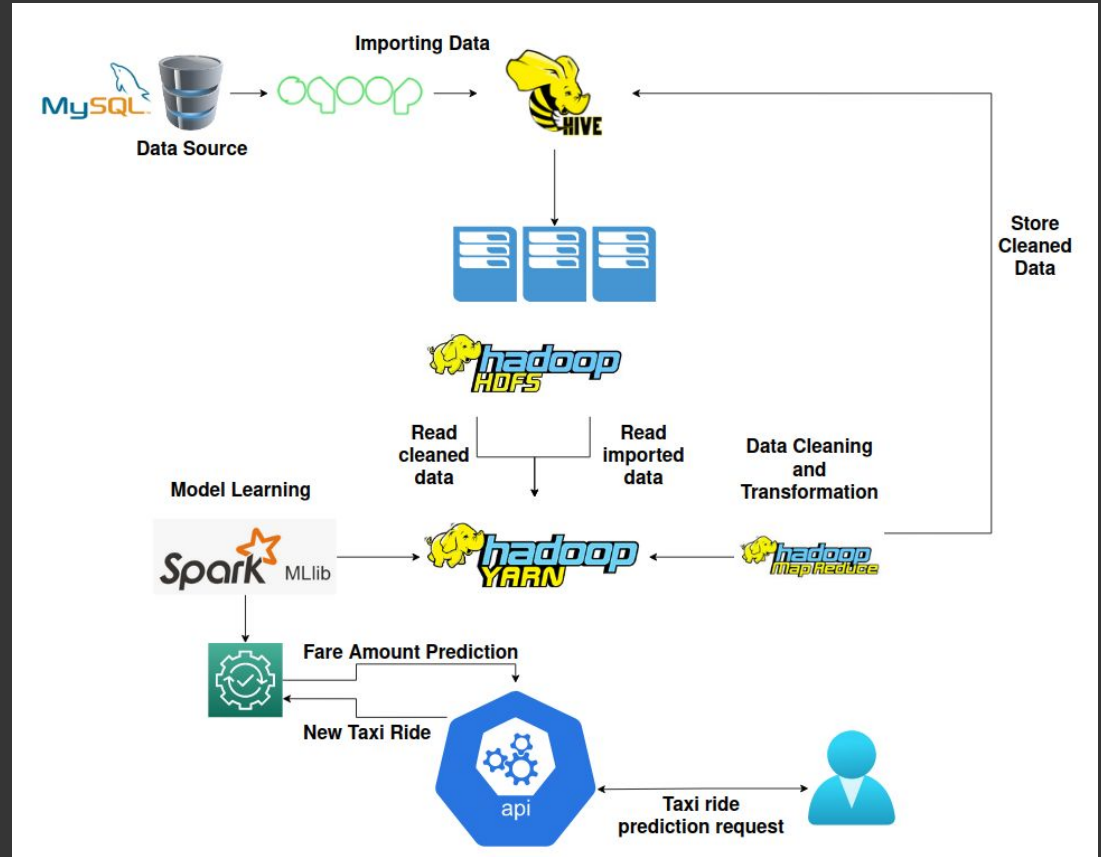 Importing Data
MySQL
sqoop
HIVE
Data Source
Store
Cleaned
Data
hadoop
HDFS
Read
cleaned
data
Read
imported
data
Data Cleaning
and
Transformation
Model Learning
Spark MLlib
hadoop
YARN
hadoop
Map Reduce
Fare Amount Prediction
New Taxi Ride
api
Taxi ride
prediction request